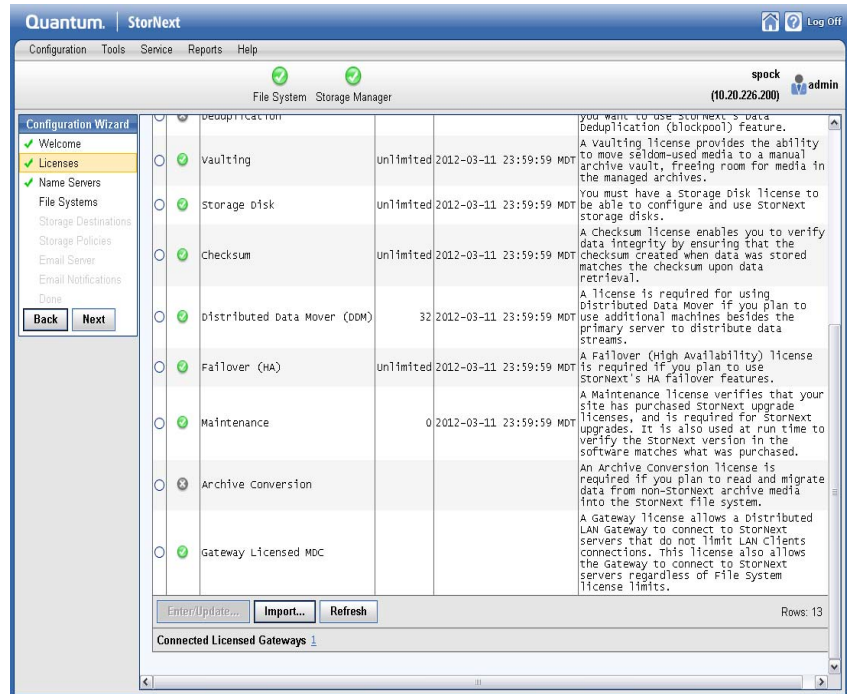 Quantum. | StorNext
Log Off
Configuration Tools Service Reports Help
File System Storage Manager
spock
(10.20.226.200)
admin
Configuration Wizard
Welcome
Licenses
Name Servers
File Systems
Storage Destinations
Storage Policies
Email Server
Email Notifications
Done
Back Next
Deduplication
you want to use StorNext's Data
Deduplication (blockpool) feature.
Vaulting Unlimited 2012-03-11 23:59:59 MDT
A Vaulting license provides the ability
to move seldom-used media to a manual
archive vault, freeing room for media in
the managed archives.
Storage Disk Unlimited 2012-03-11 23:59:59 MDT
You must have a Storage Disk license to
be able to configure and use StorNext
storage disks.
Checksum Unlimited 2012-03-11 23:59:59 MDT
A Checksum license enables you to verify
data integrity by ensuring that the
checksum created when data was stored
matches the checksum upon data
retrieval.
Distributed Data Mover (DDM) 32 2012-03-11 23:59:59 MDT
A license is required for using
Distributed Data Mover if you plan to
use additional machines besides the
primary server to distribute data
streams.
Failover (HA) Unlimited 2012-03-11 23:59:59 MDT
A Failover (High Availability) license
is required if you plan to use
StorNext's HA failover features.
Maintenance 0 2012-03-11 23:59:59 MDT
A Maintenance license verifies that your
site has purchased StorNext upgrade
licenses, and is required for StorNext
upgrades. It is also used at run time to
verify the StorNext version in the
software matches what was purchased.
Archive Conversion
An Archive Conversion license is
required if you plan to read and migrate
data from non-StorNext archive media
into the StorNext file system.
Gateway Licensed MDC
A Gateway license allows a Distributed
LAN Gateway to connect to StorNext
servers that do not limit LAN Clients
connections. This license also allows
the Gateway to connect to StorNext
servers regardless of File System
license limits.
Enter/Update... Import... Refresh
Rows: 13
Connected Licensed Gateways 1